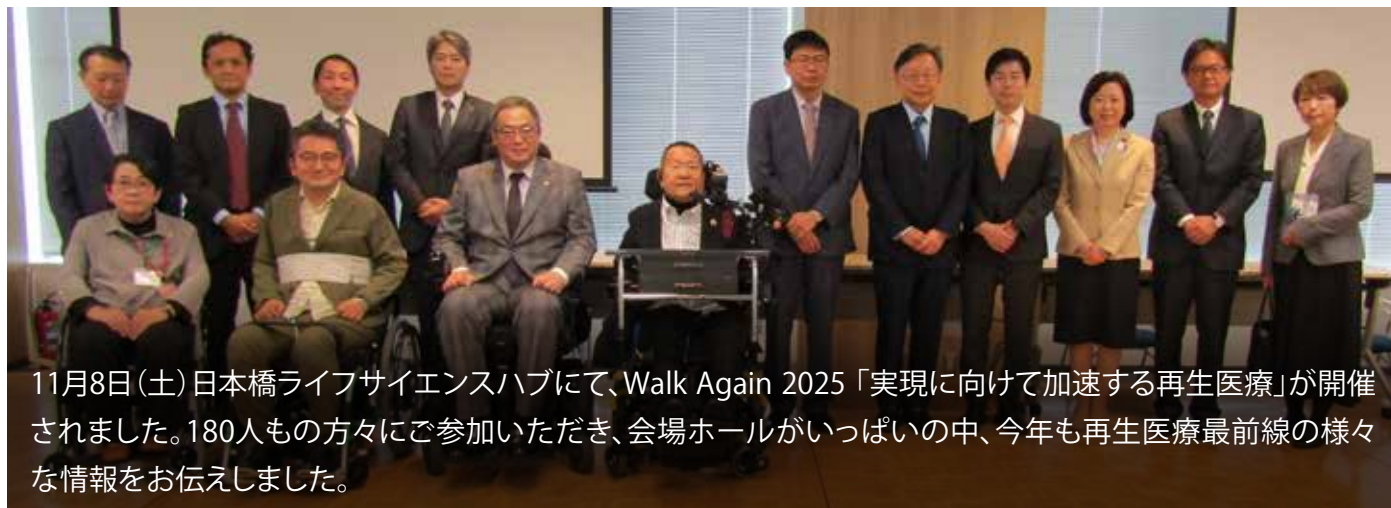 11月8日（土）日本橋ライフサイエンスハブにて、Walk Again 2025「実現に向けて加速する再生医療」が開催
されました。180人もの方々にご参加いただき、会場ホールがいっぱいの中、今年も再生医療最前線の様々
な情報をお伝えしました。